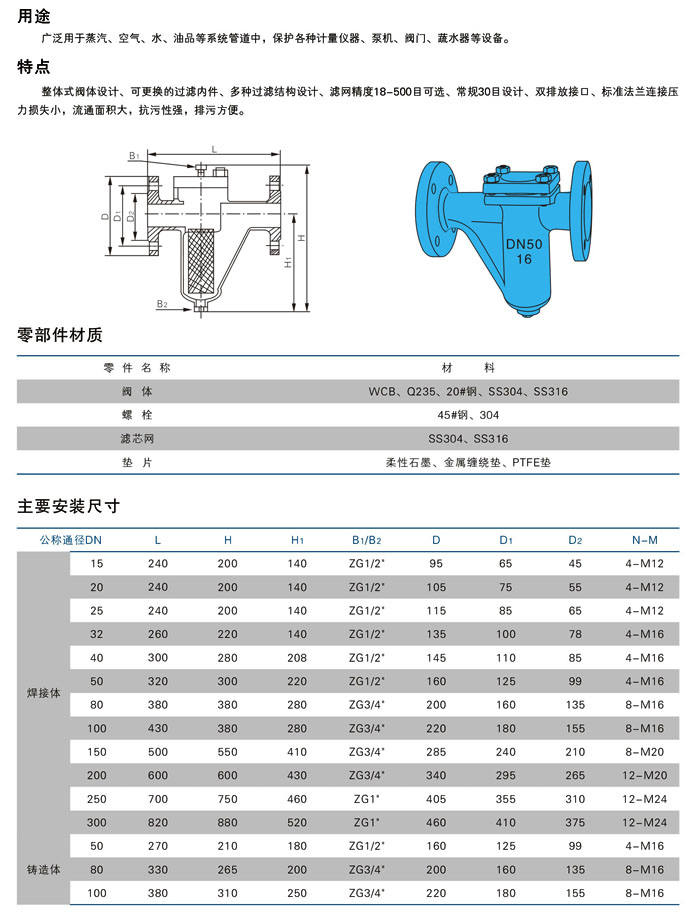 用途
广泛用于蒸汽、空气、水、油品等系统管道中，保护各种计量仪器、泵机、阀门、蔬水器等设备。
特点
整体式阀体设计、可更换的过滤内件、多种过滤结构设计、滤网精度18-500目可选、常规30目设计、双排放接口、标准法兰连接压
力损失小，流通面积大，抗污性强，排污方便。
B1 L
D D1 D2 H1 H
B2
DN50
16
零部件材质
零 件 名 称 材 料
阀 体 WCB、Q235、20#钢、SS304、SS316
螺 栓 45#钢、304
滤芯网 SS304、SS316
垫 片 柔性石墨、金属缠绕垫、PTFE垫
主要安装尺寸
公称通径DN L H H1 B1/B2 D D1 D2 N-M
15 240 200 140 ZG1/2" 95 65 45 4-M12
20 240 200 140 ZG1/2" 105 75 55 4-M12
25 240 200 140 ZG1/2" 115 85 65 4-M12
32 260 220 140 ZG1/2" 135 100 78 4-M16
40 300 280 208 ZG1/2" 145 110 85 4-M16
50 320 300 220 ZG1/2" 160 125 99 4-M16
焊接体
80 380 380 280 ZG3/4" 200 160 135 8-M16
100 430 380 280 ZG3/4" 220 180 155 8-M16
150 500 550 410 ZG3/4" 285 240 210 8-M20
200 600 600 430 ZG3/4" 340 295 265 12-M20
250 700 750 460 ZG1" 405 355 310 12-M24
300 820 880 520 ZG1" 460 410 375 12-M24
50 270 210 180 ZG1/2" 160 125 99 4-M16
铸造体 80 330 265 200 ZG3/4" 200 160 135 8-M16
100 380 310 250 ZG3/4" 220 180 155 8-M16